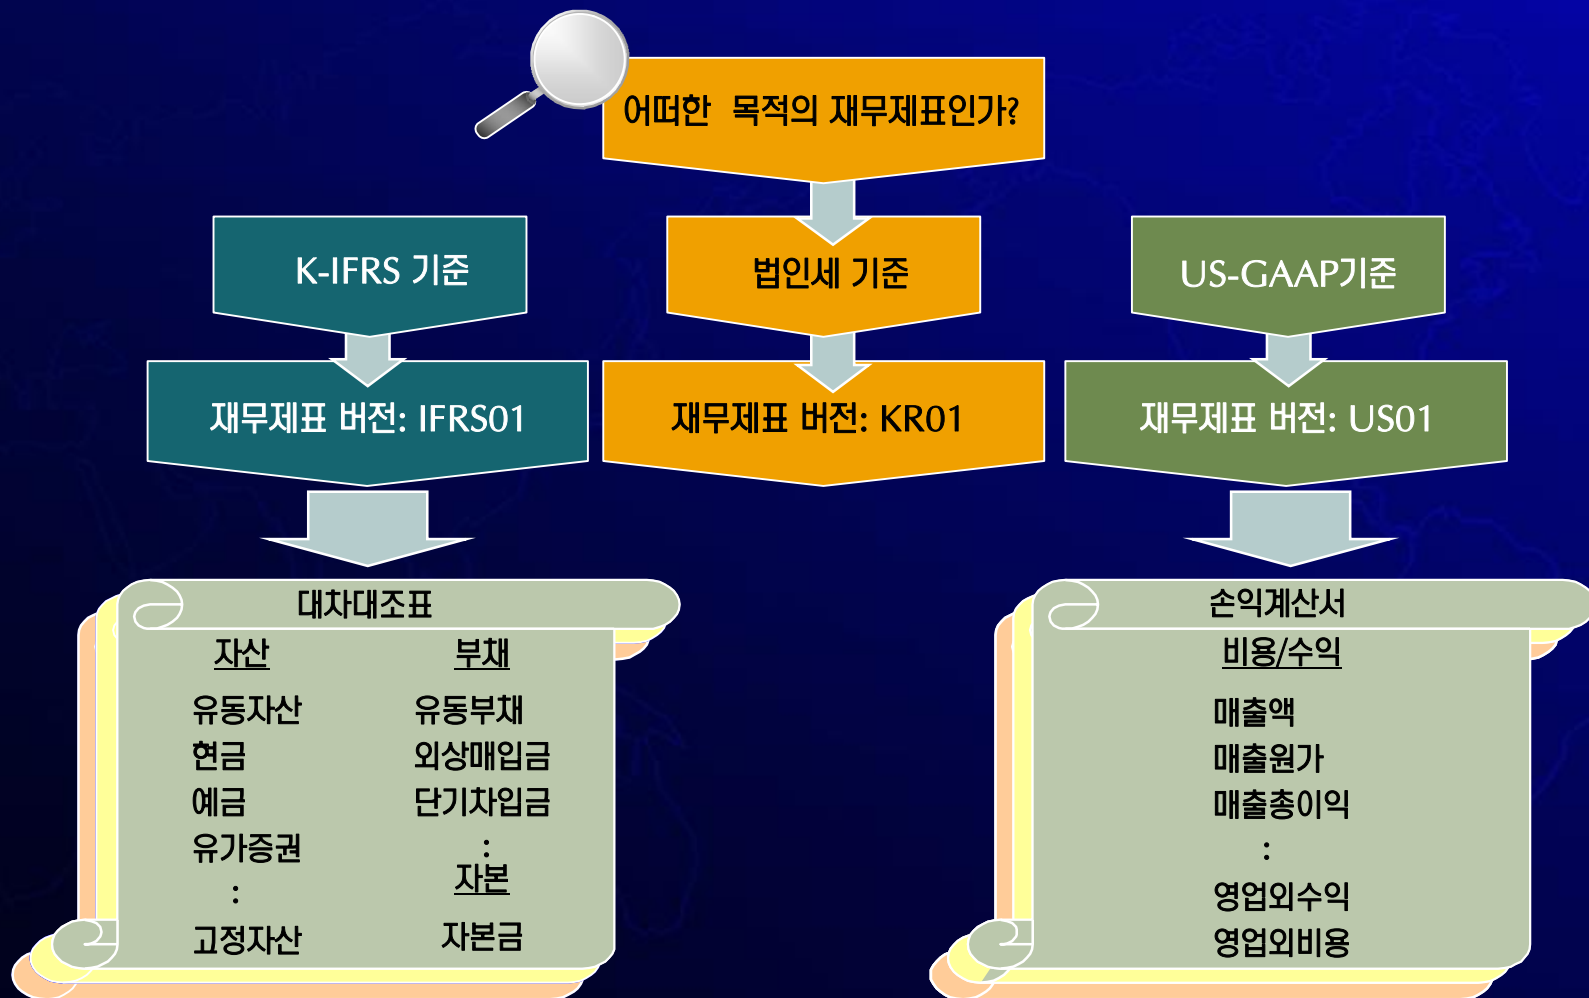 어떠한 목적의 재무제표인가?
K-IFRS 기준
법인세 기준
US-GAAP기준
재무제표 버전: IFRS01
재무제표 버전: KR01
재무제표 버전: US01
대차대조표
자산
유동자산
현금
예금
유가증권
:
고정자산
부채
유동부채
외상매입금
단기차입금
:
자본
자본금
손익계산서
비용/수익
매출액
매출원가
매출총이익
:
영업외수익
영업외비용